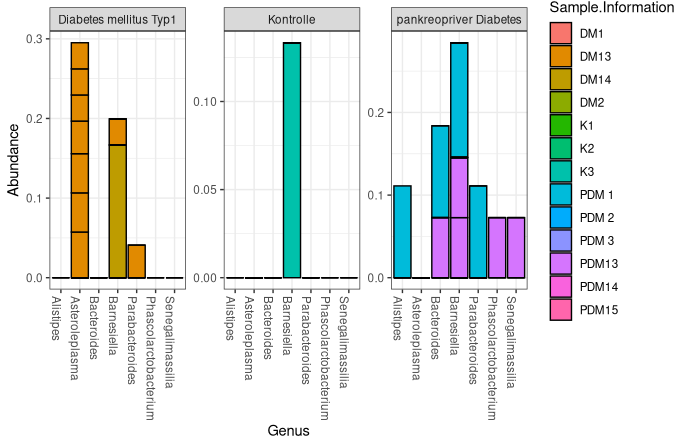 Diabetes mellitus Typ1
Kontrolle
pankreopriver Diabetes
Sample.Information
DM1
DM13
DM14
DM2
K1
K2
K3
PDM 1
PDM 2
PDM 3
PDM13
PDM14
PDM15
Abundance
0.3
0.2
0.1
0.0
0.10
0.05
0.00
0.2
0.1
0.0
Alistipes
Asteroleplasma
Bacteroides
Barnesiella
Parabacteroides
Phascolarctobacterium
Senegalimassilia
Alistipes
Asteroleplasma
Bacteroides
Barnesiella
Parabacteroides
Phascolarctobacterium
Senegalimassilia
Alistipes
Asteroleplasma
Bacteroides
Barnesiella
Parabacteroides
Phascolarctobacterium
Senegalimassilia
Genus